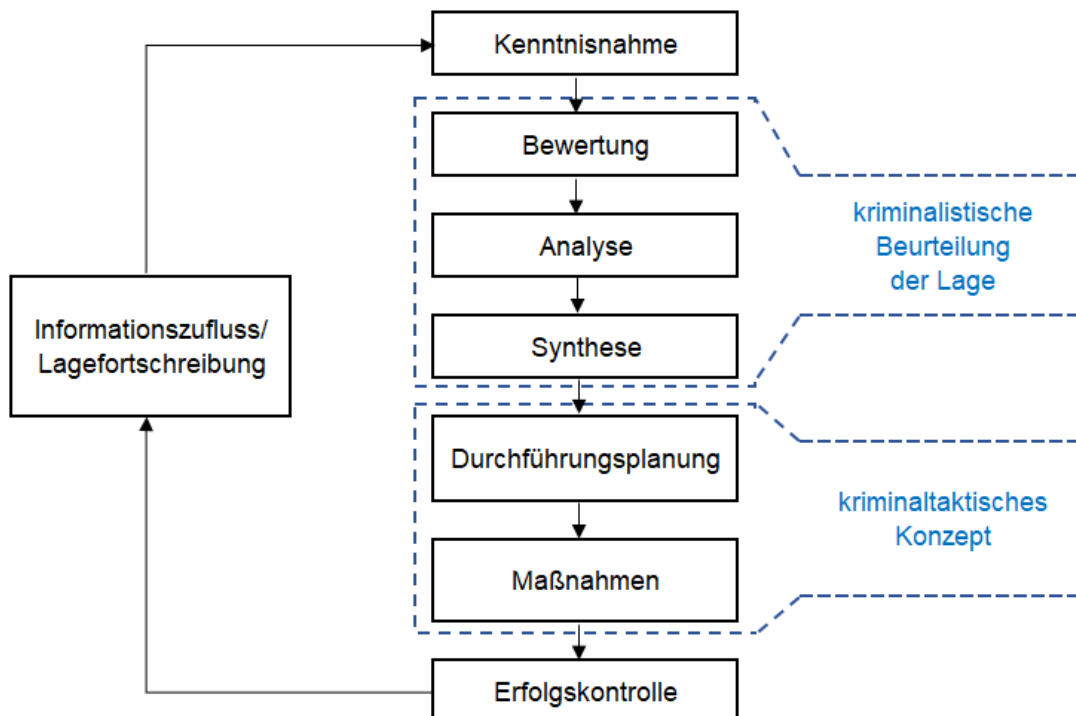 Kenntnisnahme
Bewertung
Analyse
Synthese
Durchführungsplanung
Maßnahmen
Erfolgskontrolle
Informationszufluss/
Lagefortschreibung
kriminalistische
Beurteilung
der Lage
kriminaltaktisches
Konzept